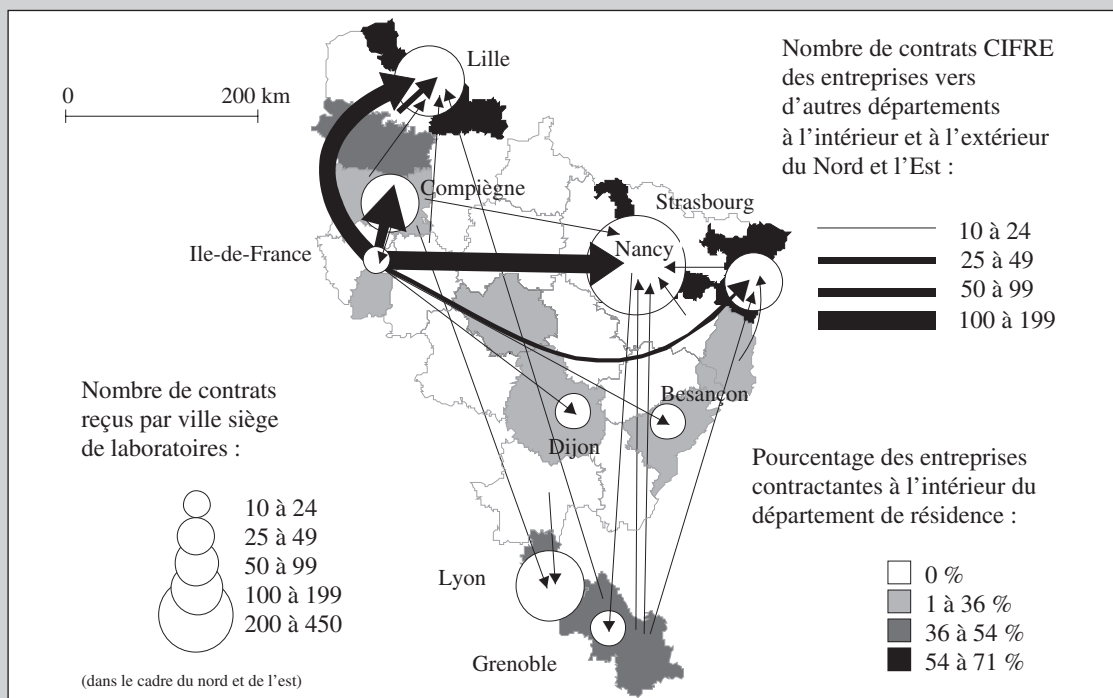 Lille
0 200 km
Nombre de contrats CIFRE
des entreprises vers
d'autres départements
à l'intérieur et à l'extérieur
du Nord et l'Est :
10 à 24
25 à 49
50 à 99
100 à 199
Compiègne
Strasbourg
Ile-de-France
Nancy
Besançon
Dijon
Lyon
Grenoble
Nombre de contrats
reçus par ville siège
de laboratoires :
10 à 24
25 à 49
50 à 99
100 à 199
200 à 450
(dans le cadre du nord et de l'est)
Pourcentage des entreprises
contractantes à l'intérieur du
département de résidence :
0 %
1 à 36 %
36 à 54 %
54 à 71 %